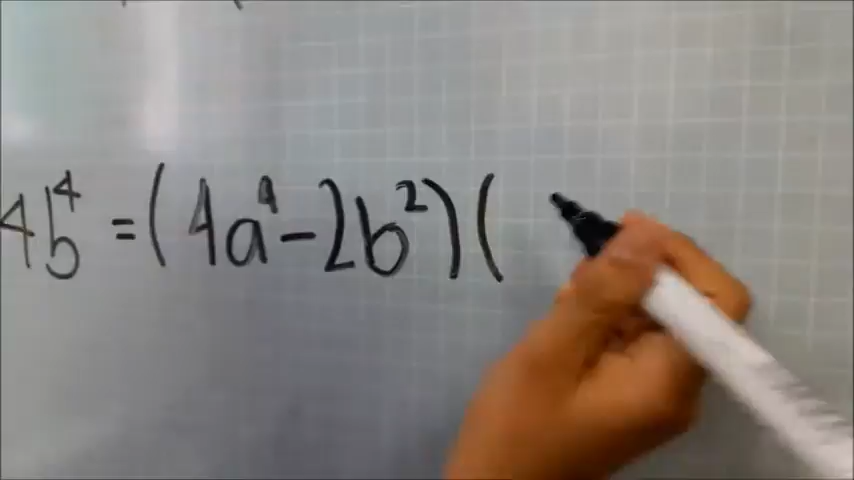 4b⁴ = (4a⁴ - 2b²) (